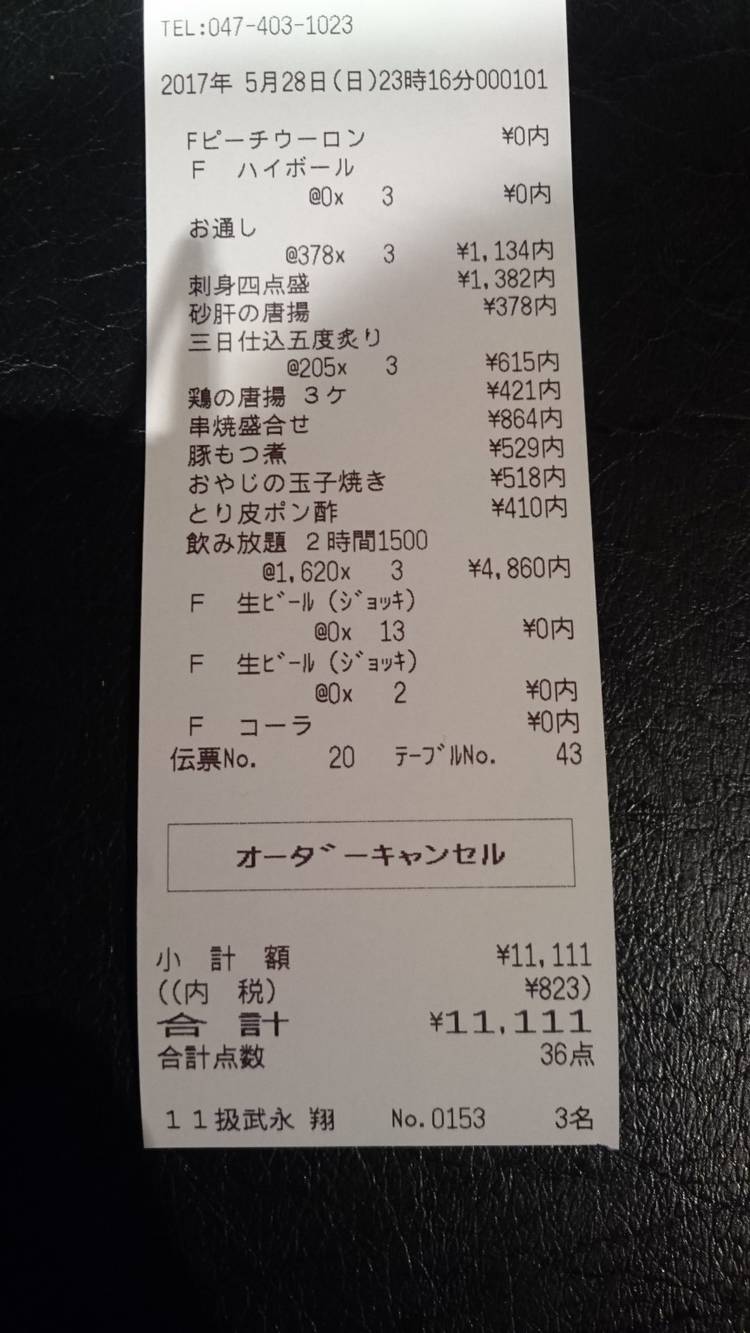 TEL:047-403-1023
2017年 5月28日(日)23時16分000101
Fピーチウーロン ¥0内
F ハイボール
@0x 3 ¥0内
お通し
@378x 3 ¥1,134内
刺身四点盛 ¥1,382内
砂肝の唐揚 ¥378内
三日仕込五度炙り
@205x 3 ¥615内
鶏の唐揚 3ケ ¥421内
串焼盛合せ ¥864内
豚もつ煮 ¥529内
おやじの玉子焼き ¥518内
とり皮ポン酢 ¥410内
飲み放題 2時間1500
@1,620x 3 ¥4,860内
F 生ビール(ジョッキ)
@0x 13 ¥0内
F 生ビール(ジョッキ)
@0x 2 ¥0内
F コーラ ¥0内
伝票No. 20 テーブルNo. 43
オーダーキャンセル
小 計 額 ¥11,111
((内 税) ¥823)
合 計 ¥11,111
合計点数 36点
11扱武永 翔 No.0153 3名